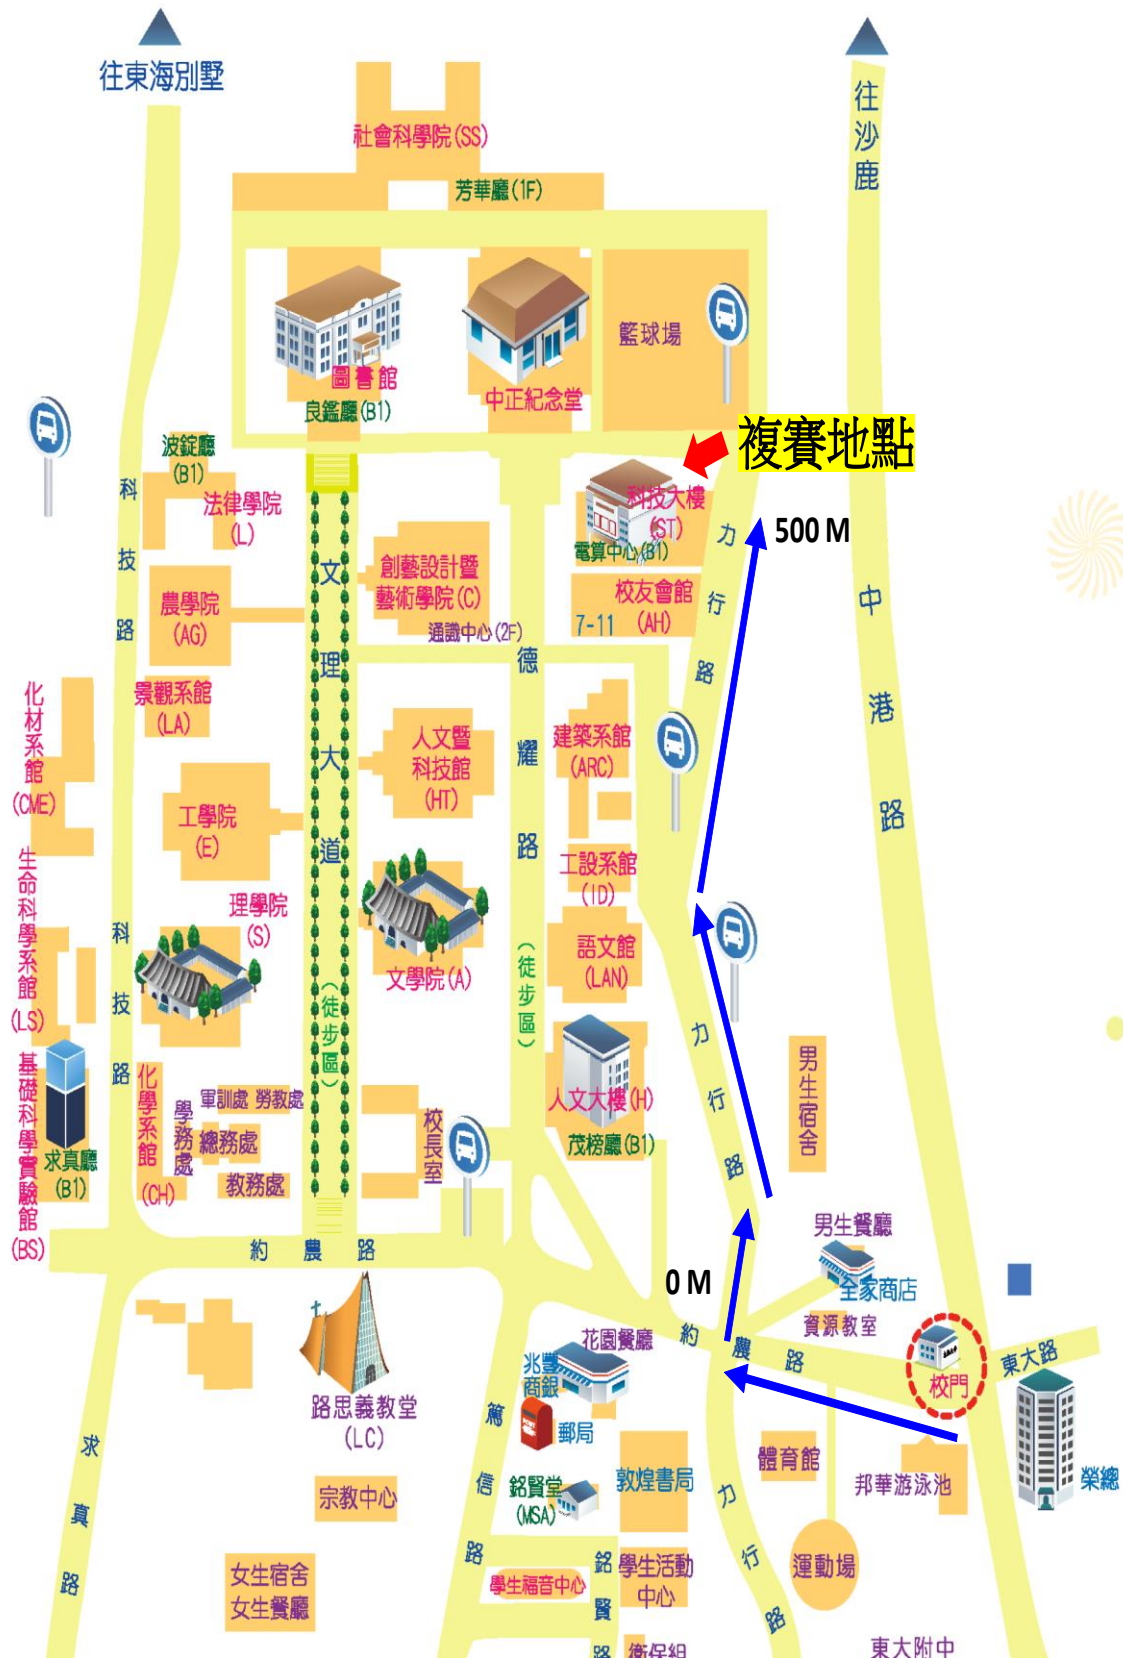 往東海別墅
往沙鹿
社會科學院(SS)
芳華廳(1F)
籃球場
圖書館
良鑑廳(B1)
中正紀念堂
複賽地點
波錠廳
(B1)
法律學院
(L)
科技大樓
(ST)
電算中心(B1)
500 M
科技路
文理大道
創藝設計暨
藝術學院(C)
通識中心(2F)
校友會館
(AH)
7-11
力行路
中港路
農學院
(AG)
德耀路
景觀系館
(LA)
化材系館
(CME)
人文暨
科技館
(HT)
建築系館
(ARC)
工學院
(E)
生命科學系館
(LS)
工設系館
(ID)
理學院
(S)
文學院(A)
語文館
(LAN)
科技路
(徒步區)
(徒步區)
力行路
男生宿舍
基礎科學實驗館
(BS)
求真廳
(B1)
化學系館
(CH)
學務處
軍訓處 勞教處
總務處
教務處
校長室
人文大樓(H)
茂榜廳(B1)
約農路
男生餐廳
全家商店
0 M
資源教室
約農路
校門
東大路
花園餐廳
兆豐
商銀
郵局
路思義教堂
(LC)
篤信路
求真路
宗教中心
銘賢堂
(MSA)
敦煌書局
體育館
邦華游泳池
榮總
力行路
女生宿舍
女生餐廳
學生福音中心
銘賢路
學生活動
中心
運動場
衛保組
東大附中